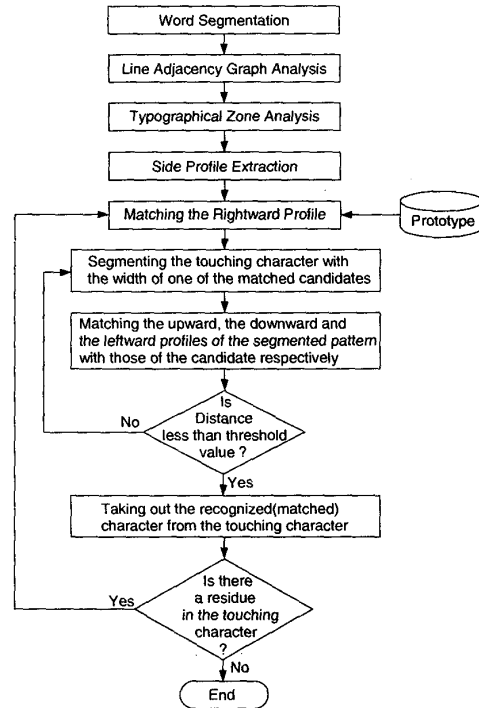 Word Segmentation
Line Adjacency Graph Analysis
Typographical Zone Analysis
Side Profile Extraction
Matching the Rightward Profile
Prototype
Segmenting the touching character with
the width of one of the matched candidates
Matching the upward, the downward and
the leftward profiles of the segmented pattern
with those of the candidate respectively
Is
Distance
less than threshold
value ?
No
Yes
Taking out the recognized(matched)
character from the touching character
Is there
a residue
in the touching
character
?
Yes
No
End